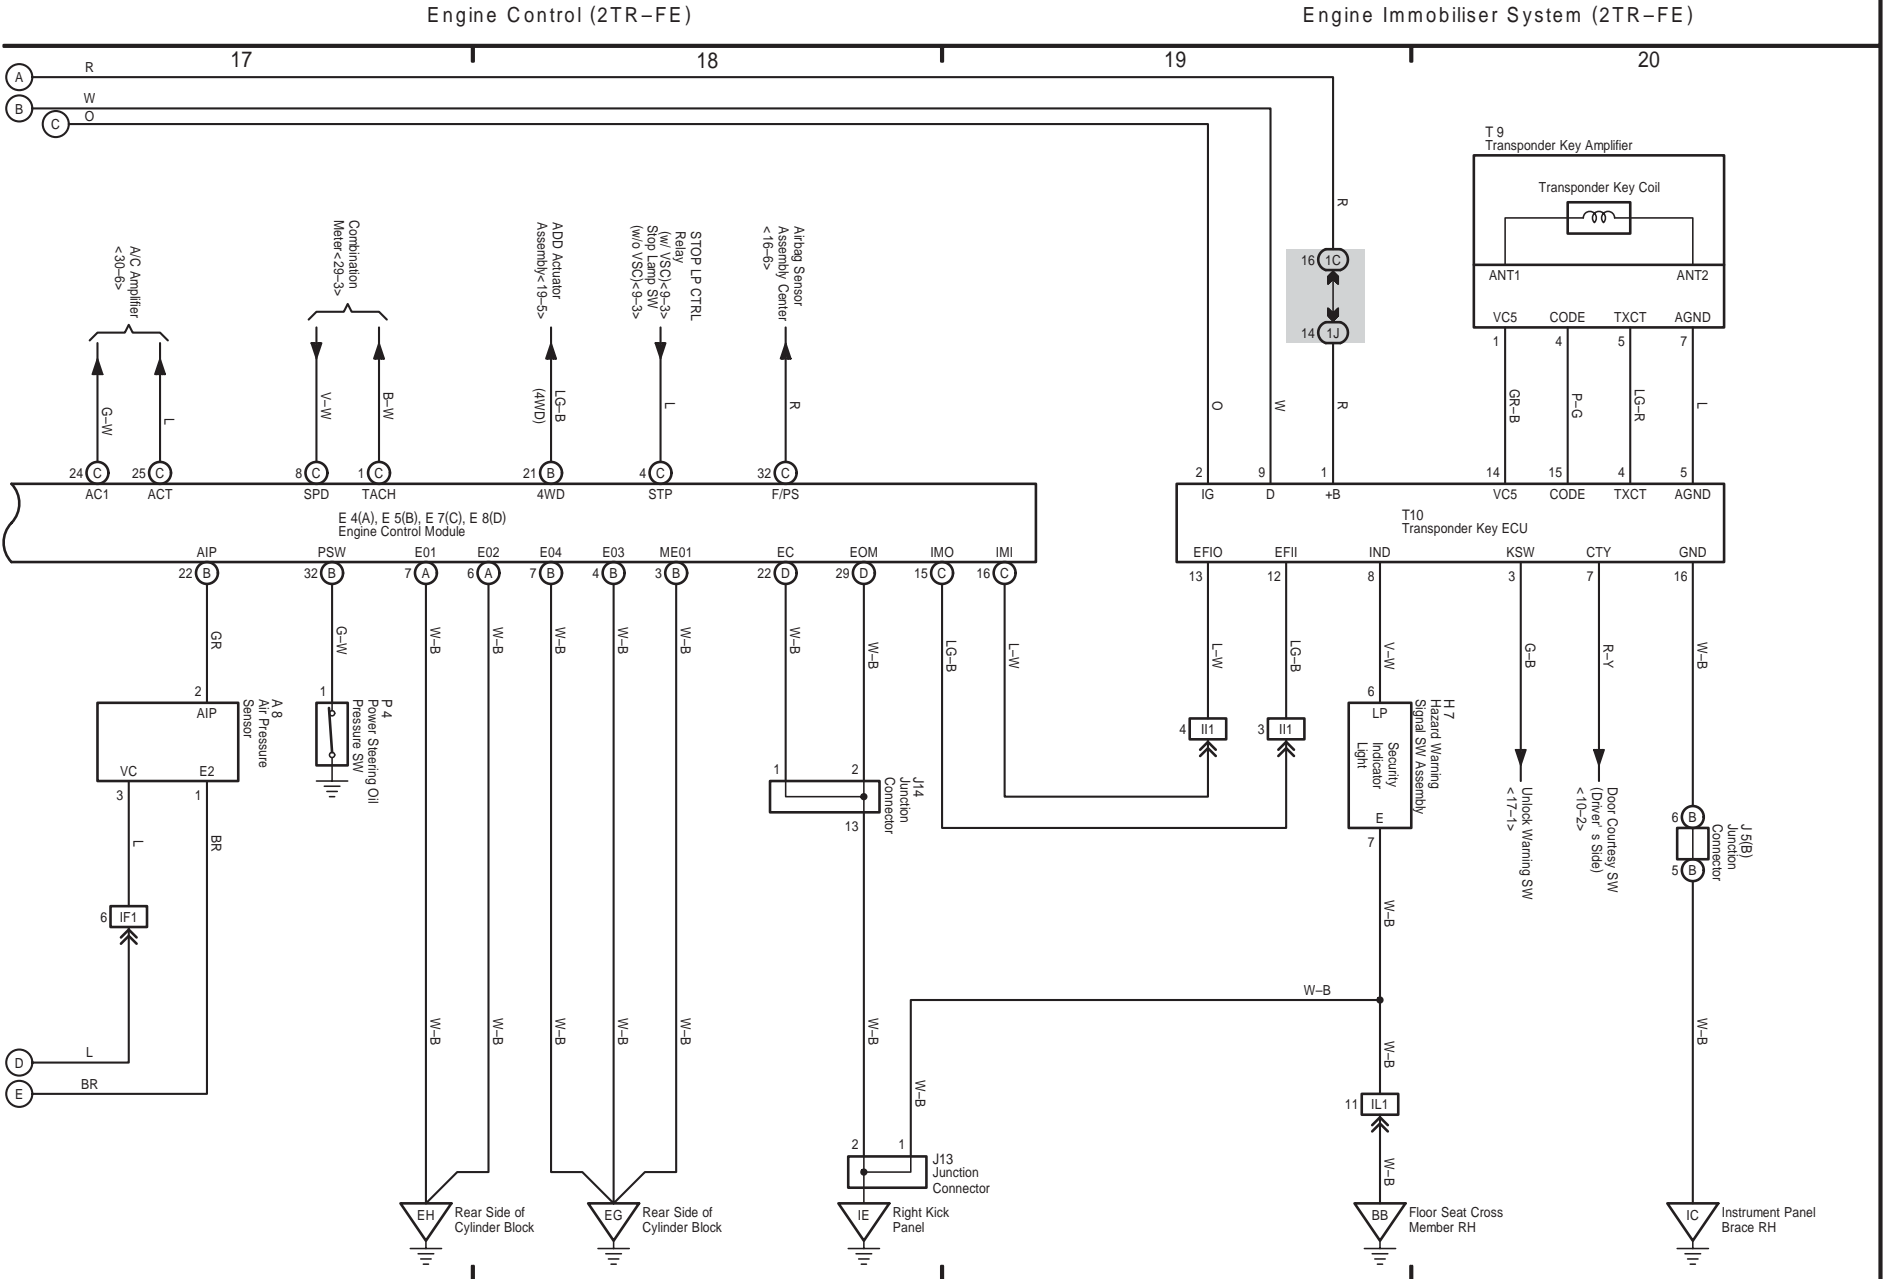 Engine Control (2TR–FE)
Engine Immobiliser System (2TR–FE)
17
18
19
20
A
R
B
W
C
O
T 9
Transponder Key Amplifier
Transponder Key Coil
ANT1
ANT2
VC5
CODE
TXCT
AGND
1
4
5
7
GR–B
P–G
LG–R
L
A/C Amplifier
<30–6>
Combination
Meter<29–3>
ADD Actuator
Assembly<19–5>
STOP LP CTRL
Relay
(w/ VSC)<9–3>
Stop Lamp SW
(w/o VSC)<9–3>
Airbag Sensor
Assembly Center
<16–6>
G–W
L
V–W
B–W
LG–B
(4WD)
L
R
R
16
1C
14
1J
O
W
R
24
C
25
C
8
C
1
C
21
B
4
C
32
C
AC1
ACT
SPD
TACH
4WD
STP
F/PS
E 4(A), E 5(B), E 7(C), E 8(D)
Engine Control Module
AIP
PSW
E01
E02
E04
E03
ME01
EC
EOM
IMO
IMI
22
B
32
B
7
A
6
A
7
B
4
B
3
B
22
D
29
D
15
C
16
C
2
9
1
14
15
4
5
IG
D
+B
VC5
CODE
TXCT
AGND
T10
Transponder Key ECU
EFIO
EFII
IND
KSW
CTY
GND
13
12
8
3
7
16
GR
G–W
W–B
W–B
W–B
W–B
W–B
W–B
W–B
LG–B
L–W
L–W
LG–B
V–W
G–B
R–Y
W–B
2
AIP
A 8
Air Pressure
Sensor
VC
E2
3
1
1
P 4
Power Steering Oil
Pressure SW
1
2
J14
Junction
Connector
13
4
II1
3
II1
6
LP
Security
Indicator
Light
E
7
H 7
Hazard Warning
Signal SW Assembly
Unlock Warning SW
<17–1>
Door Courtesy SW
(Driver' s Side)
<10–2>
6
B
5
B
J 5(B)
Junction
Connector
L
BR
6
IF1
W–B
W–B
D
L
E
BR
W–B
W–B
W–B
W–B
W–B
W–B
W–B
W–B
W–B
11
IL1
W–B
2
1
J13
Junction
Connector
EH
Rear Side of
Cylinder Block
EG
Rear Side of
Cylinder Block
IE
Right Kick
Panel
BB
Floor Seat Cross
Member RH
IC
Instrument Panel
Brace RH